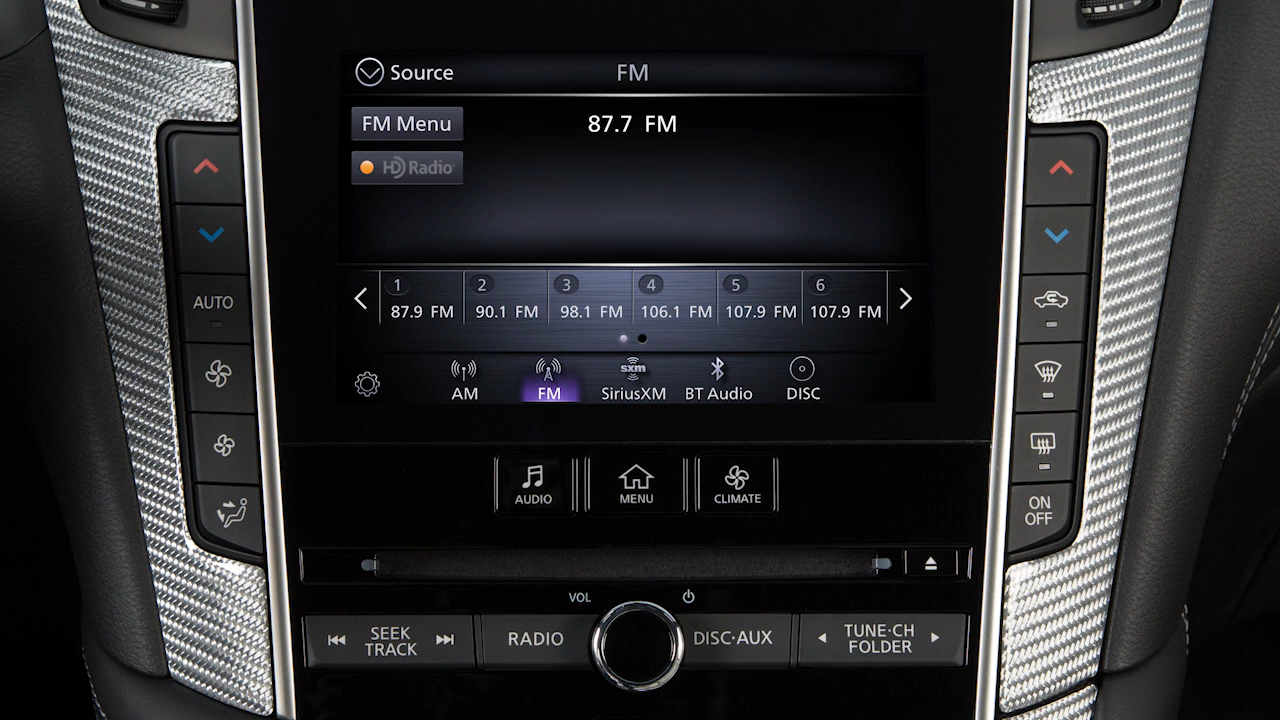 Source
FM
FM Menu
87.7 FM
HD Radio
1
2
3
4
5
6
87.9 FM
90.1 FM
98.1 FM
106.1 FM
107.9 FM
107.9 FM
sxm
AM
FM
SiriusXM
BT Audio
DISC
AUTO
AUDIO
MENU
CLIMATE
ON
OFF
VOL
SEEK
TRACK
RADIO
DISC·AUX
TUNE·CH
FOLDER